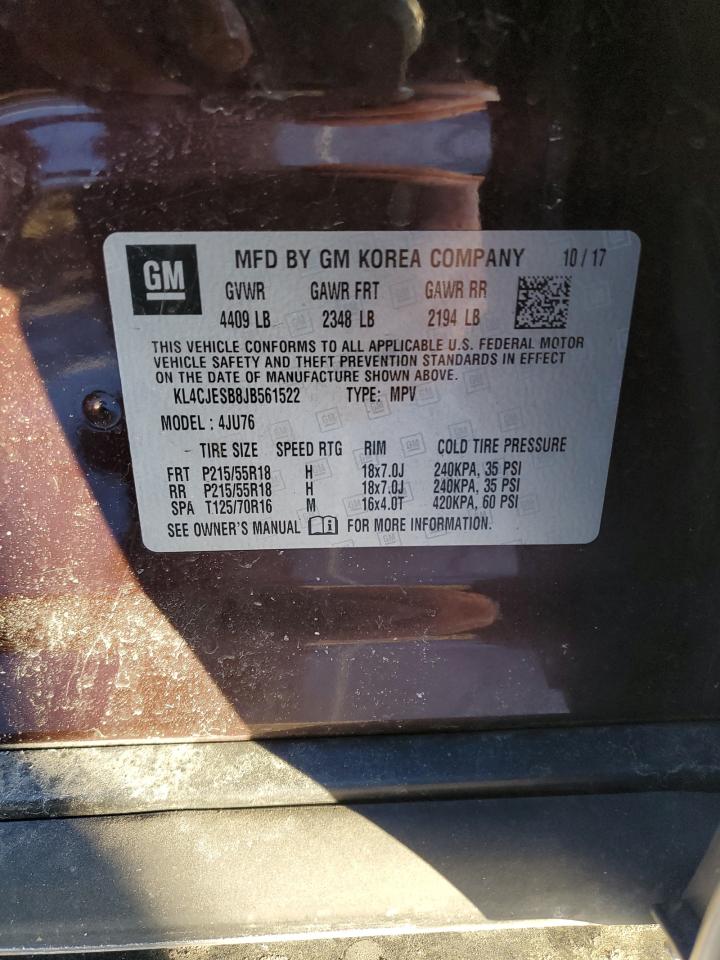 GM MFD BY GM KOREA COMPANY 10 / 17
GVWR GAWR FRT GAWR RR
4409 LB 2348 LB 2194 LB
THIS VEHICLE CONFORMS TO ALL APPLICABLE U.S. FEDERAL MOTOR
VEHICLE SAFETY AND THEFT PREVENTION STANDARDS IN EFFECT
ON THE DATE OF MANUFACTURE SHOWN ABOVE.
KL4CJESB8JB561522 TYPE: MPV
MODEL : 4JU76
TIRE SIZE SPEED RTG RIM COLD TIRE PRESSURE
FRT P215/55R18 H 18x7.0J 240KPA, 35 PSI
RR P215/55R18 H 18x7.0J 240KPA, 35 PSI
SPA T125/70R16 M 16x4.0T 420KPA, 60 PSI
SEE OWNER'S MANUAL FOR MORE INFORMATION.